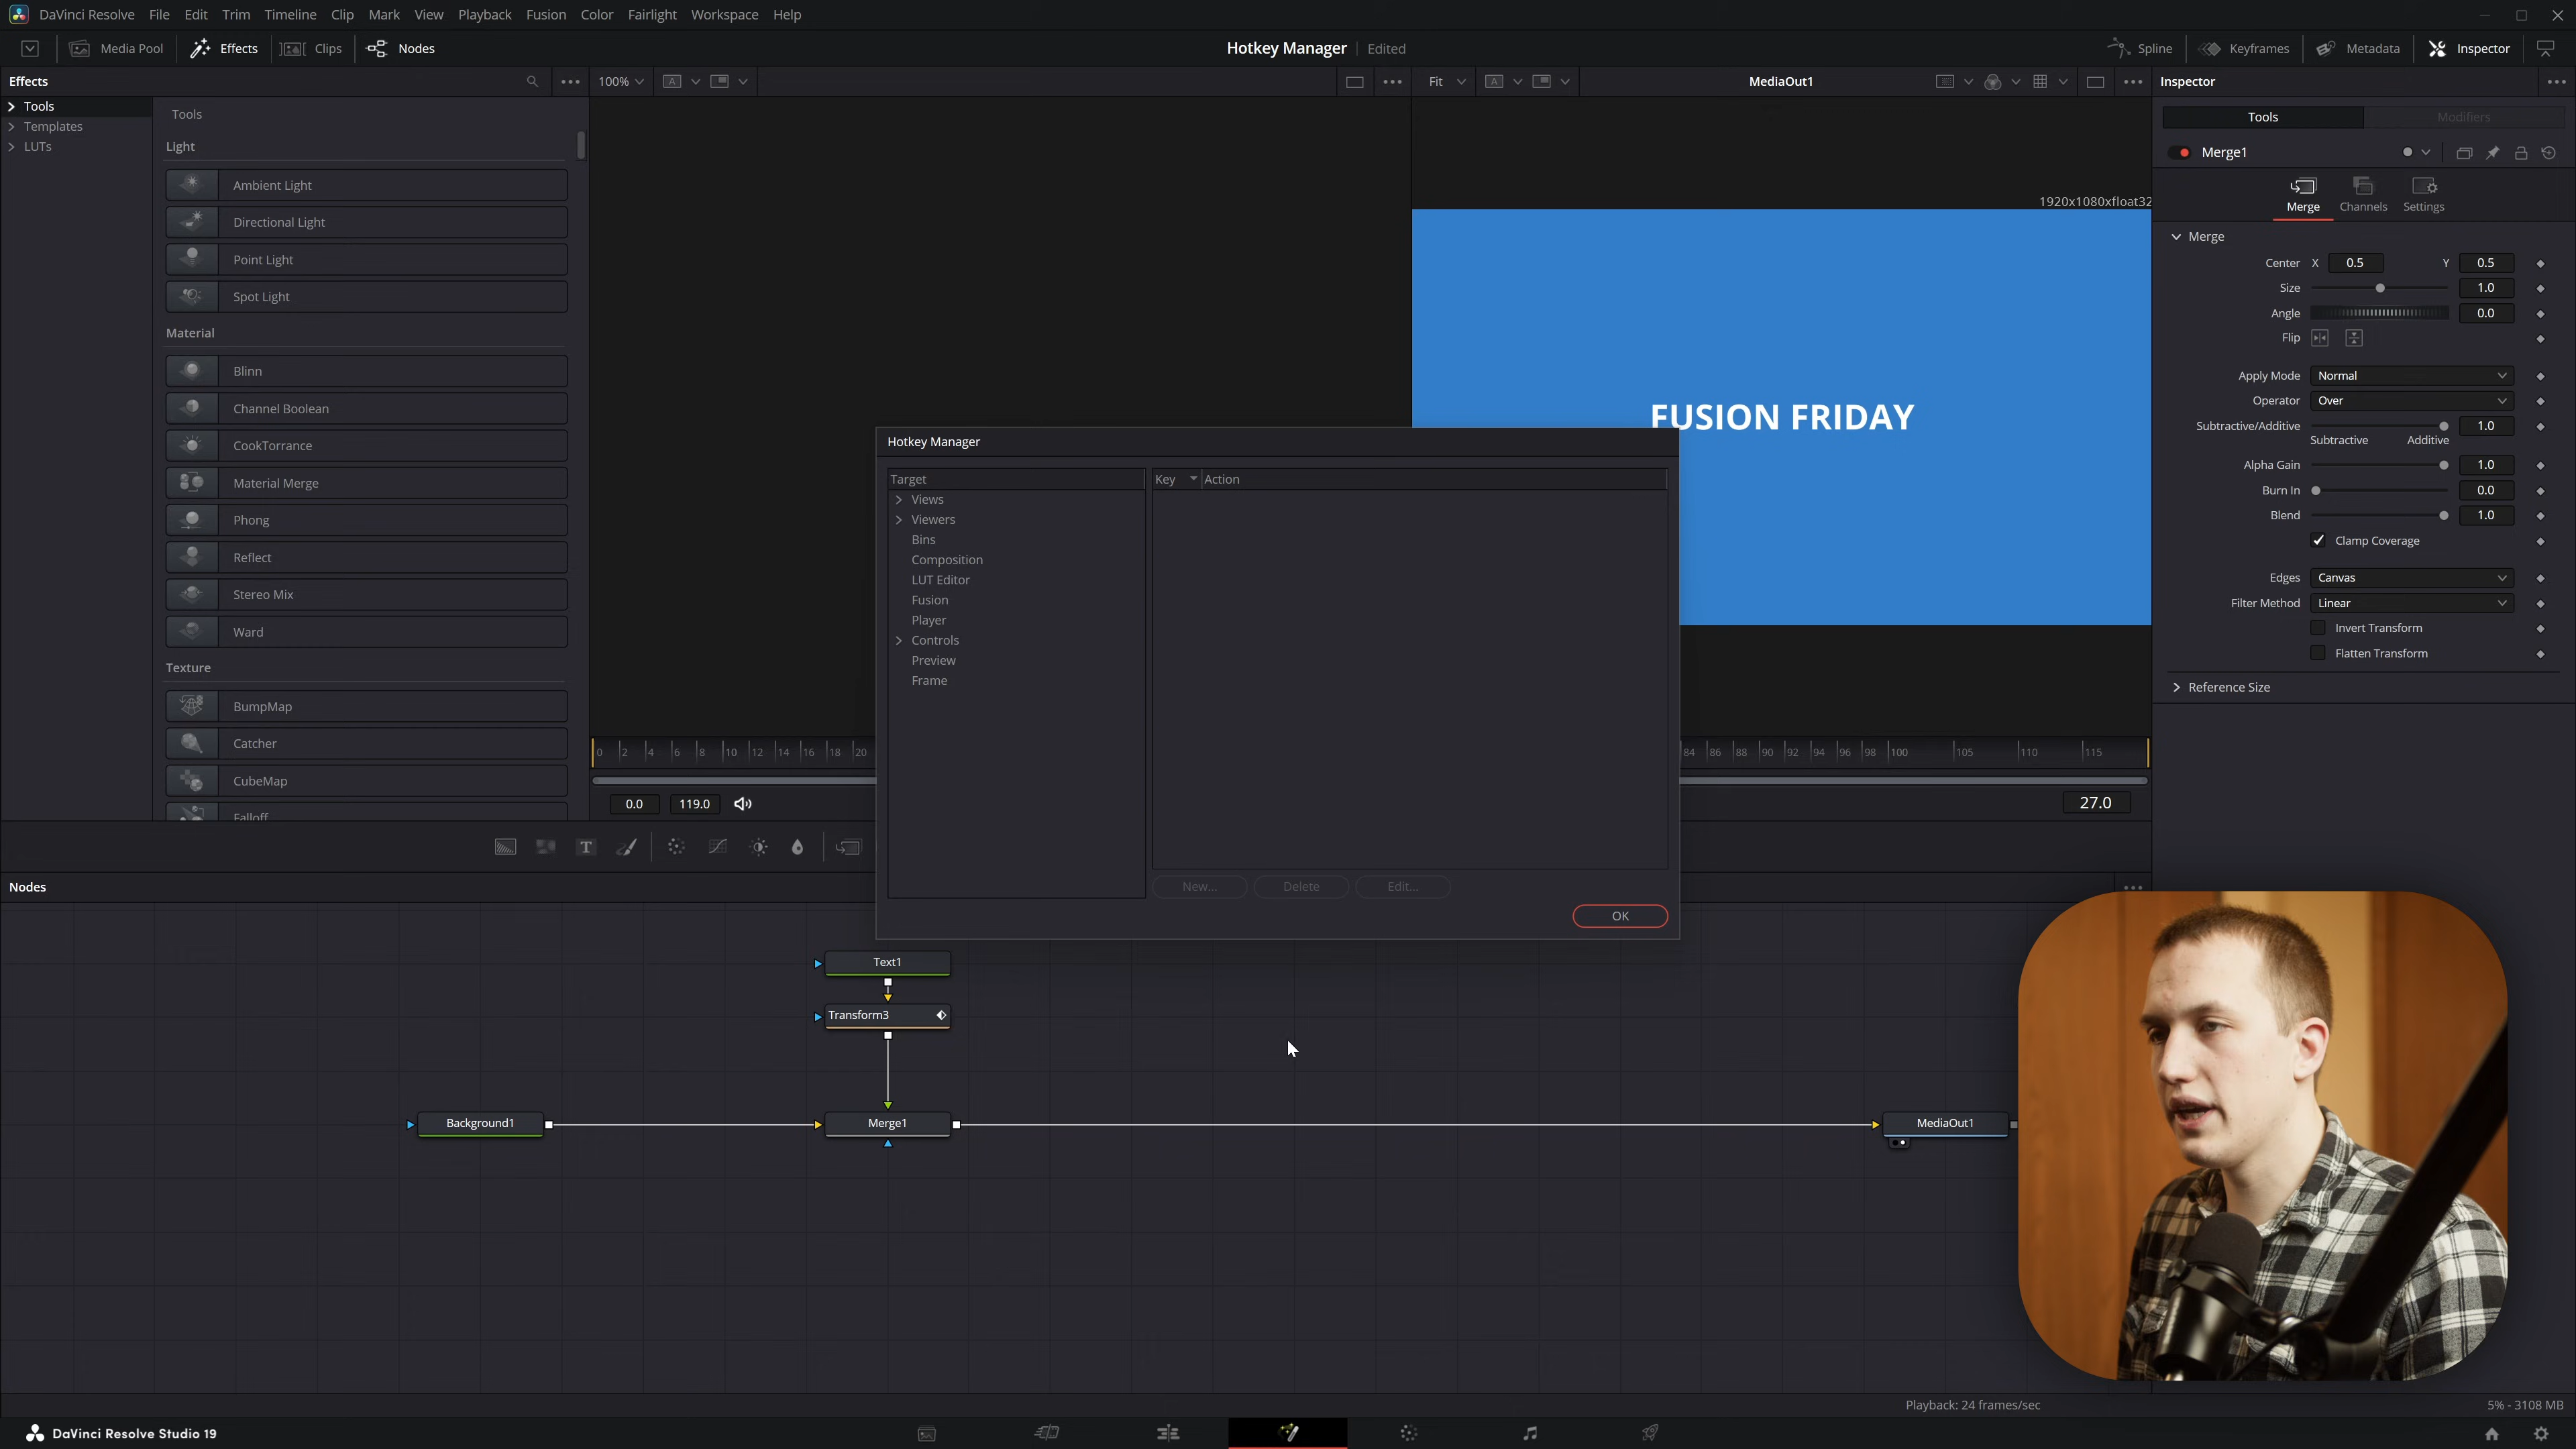 DaVinci Resolve File Edit Trim Timeline Clip Mark View Playback Fusion Color Fairlight Workspace Help
Media Pool Effects Clips Nodes Hotkey Manager Edited Spline Keyframes Metadata Inspector
Effects 100% A Fit A MediaOut1 Inspector
Tools
Templates
LUTs
Tools
Light
Ambient Light
Directional Light
Point Light
Spot Light
Material
Blinn
Channel Boolean
CookTorrance
Material Merge
Phong
Reflect
Stereo Mix
Ward
Texture
BumpMap
Catcher
CubeMap
Falloff
1920x1080xfloat32
FUSION FRIDAY
Hotkey Manager
Target
Views
Viewers
Bins
Composition
LUT Editor
Fusion
Player
Controls
Preview
Frame
Key Action
New... Delete Edit...
OK
0 2 4 6 8 10 12 14 16 18 20 84 86 88 90 92 94 96 98 100 105 110 115
0.0 119.0 27.0
T
Tools Modifiers
Merge1
Merge Channels Settings
Merge
Center X 0.5 Y 0.5
Size 1.0
Angle 0.0
Flip
Apply Mode Normal
Operator Over
Subtractive/Additive 1.0
Subtractive Additive
Alpha Gain 1.0
Burn In 0.0
Blend 1.0
Clamp Coverage
Edges Canvas
Filter Method Linear
Invert Transform
Flatten Transform
Reference Size
Nodes
Text1
Transform3
Background1 Merge1 MediaOut1
Playback: 24 frames/sec 5% - 3108 MB
DaVinci Resolve Studio 19